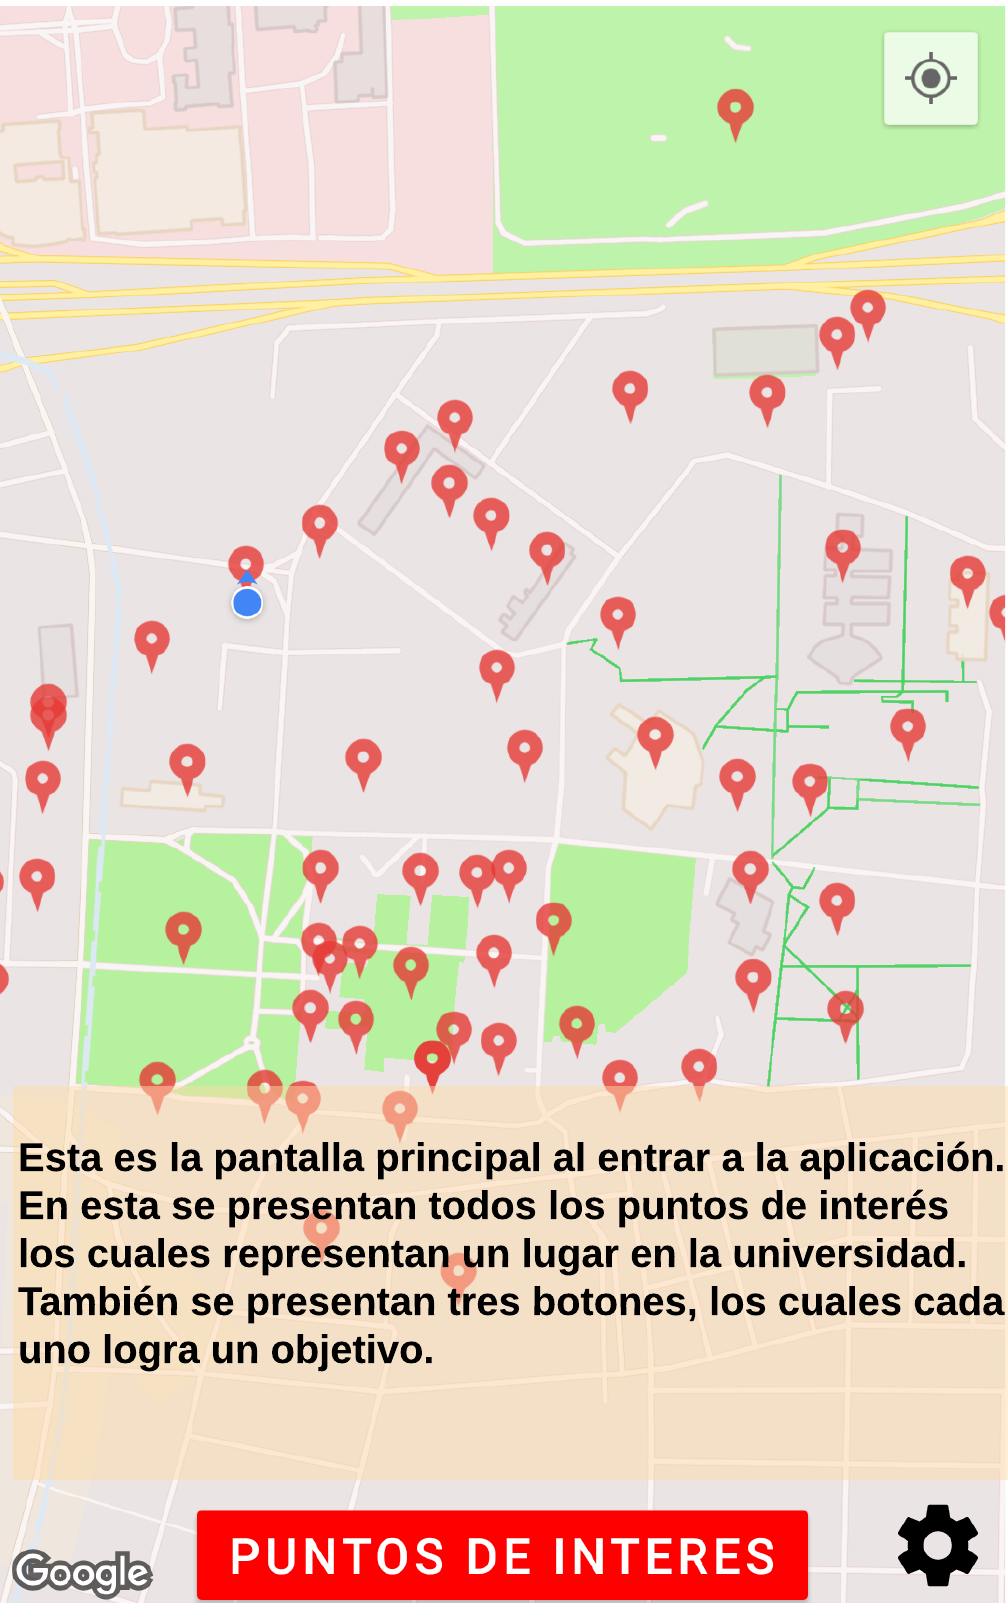 Esta es la pantalla principal al entrar a la aplicación.
En esta se presentan todos los puntos de interés
los cuales representan un lugar en la universidad.
También se presentan tres botones, los cuales cada
uno logra un objetivo.
PUNTOS DE INTERES
Google